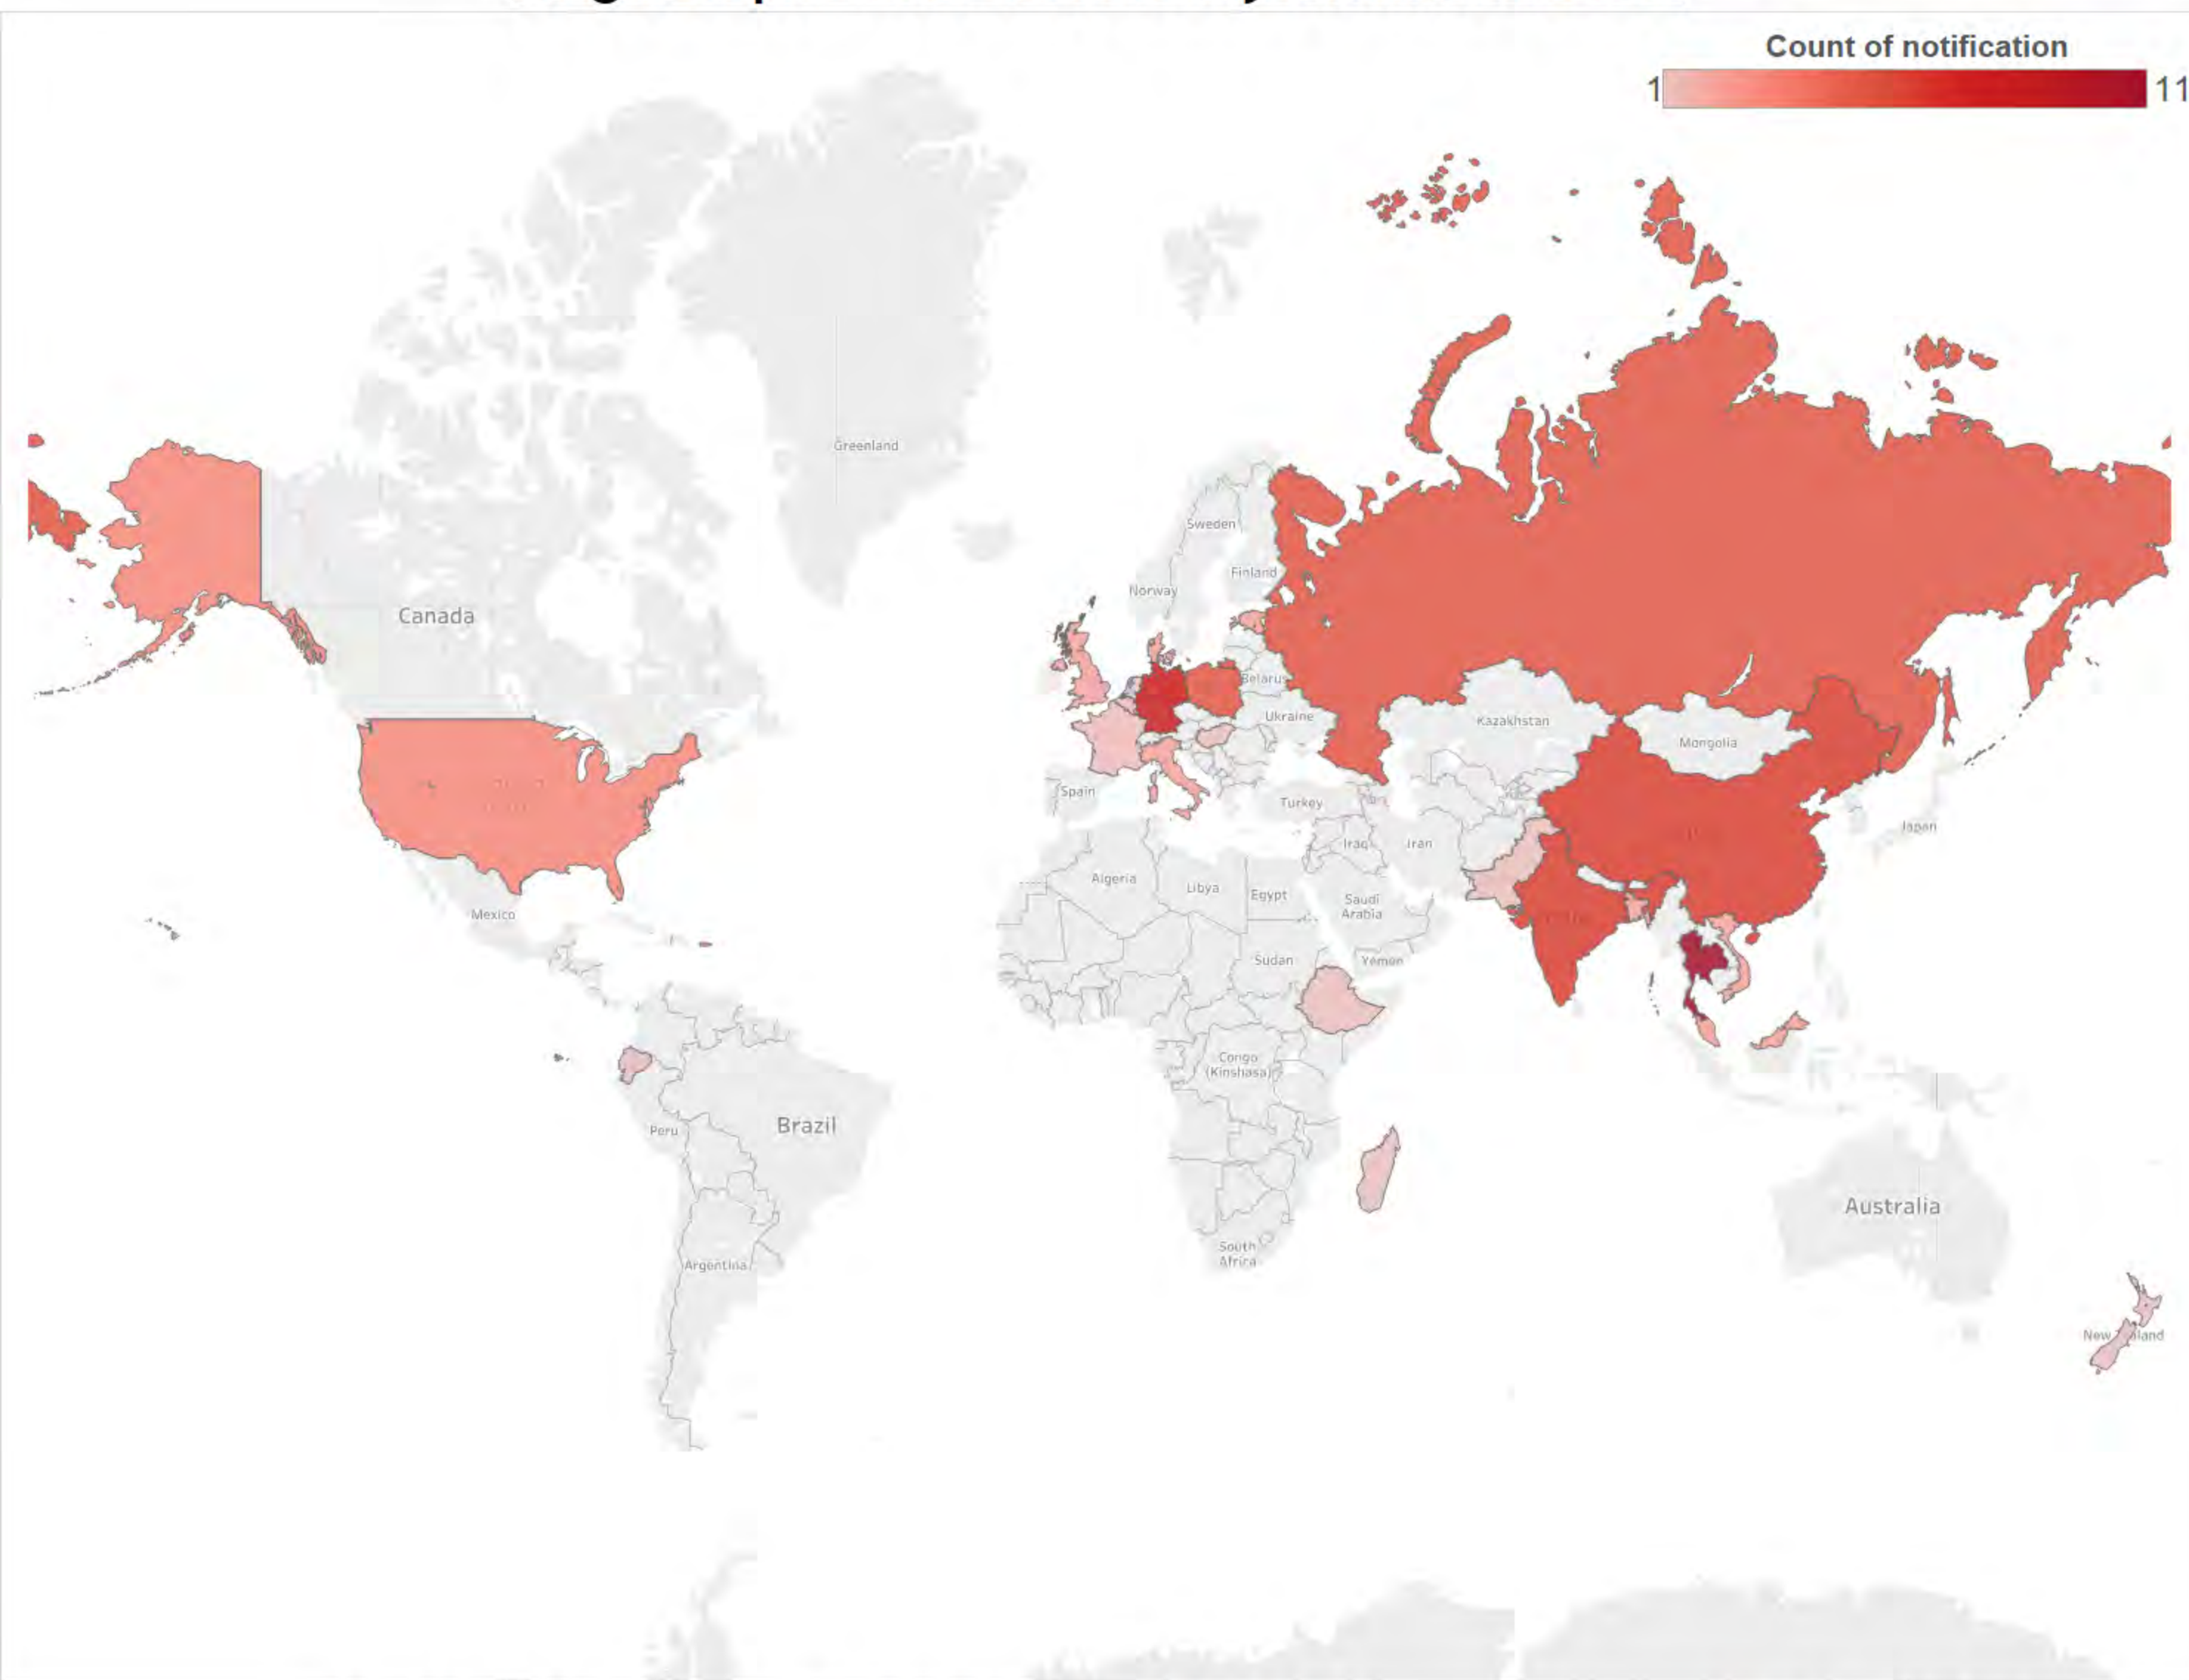 Count of notification
1
11
Greenland
Canada
Sweden
Finland
Norway
Belarus
Ukraine
Kazakhstan
Mongolia
Spain
Turkey
Japan
Iraq
Iran
Algeria
Libya
Egypt
Saudi
Arabia
Mexico
Sudan
Yemen
Congo
(Kinshasa)
Brazil
Peru
Australia
South
Africa
Argentina
New